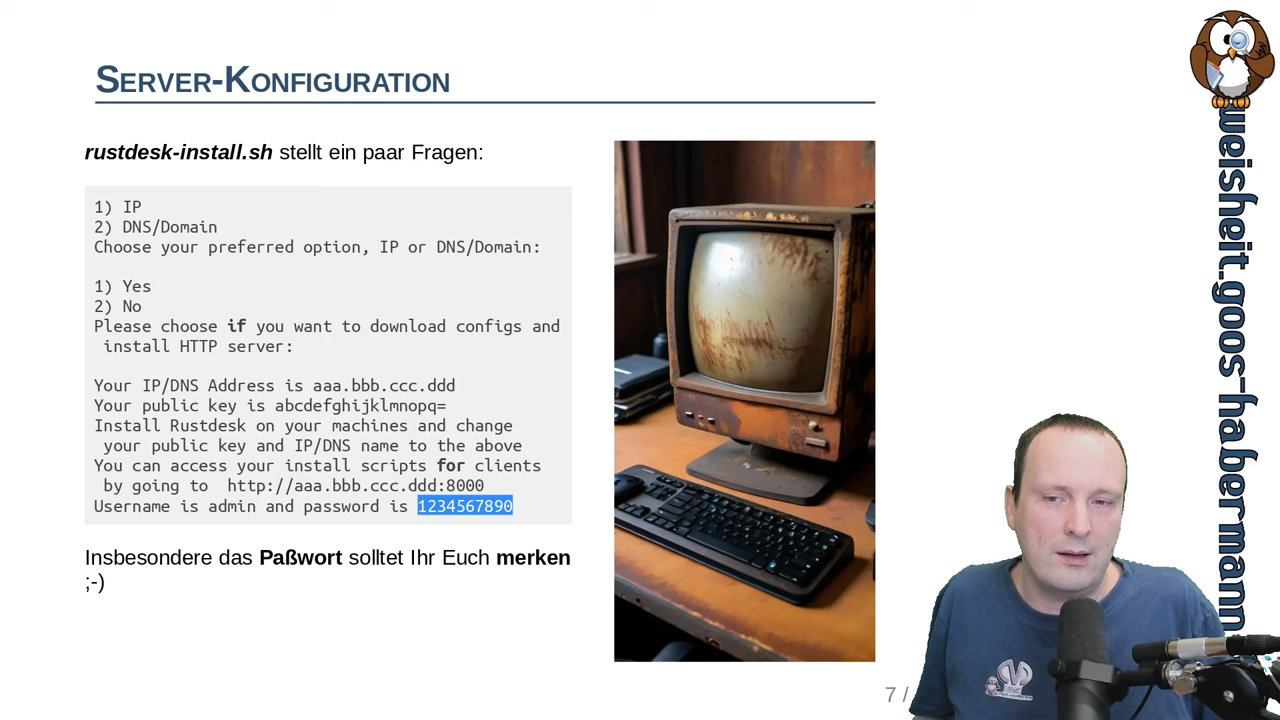 Server-Konfiguration
rustdesk-install.sh stellt ein paar Fragen:
1) IP
2) DNS/Domain
Choose your preferred option, IP or DNS/Domain:
1) Yes
2) No
Please choose if you want to download configs and
install HTTP server:
Your IP/DNS Address is aaa.bbb.ccc.ddd
Your public key is abcdefghijklmnopq=
Install Rustdesk on your machines and change
your public key and IP/DNS name to the above
You can access your install scripts for clients
by going to http://aaa.bbb.ccc.ddd:8000
Username is admin and password is 1234567890
Insbesondere das Paßwort solltet Ihr Euch merken
;-)
7 /
weisheit.goos-habermann